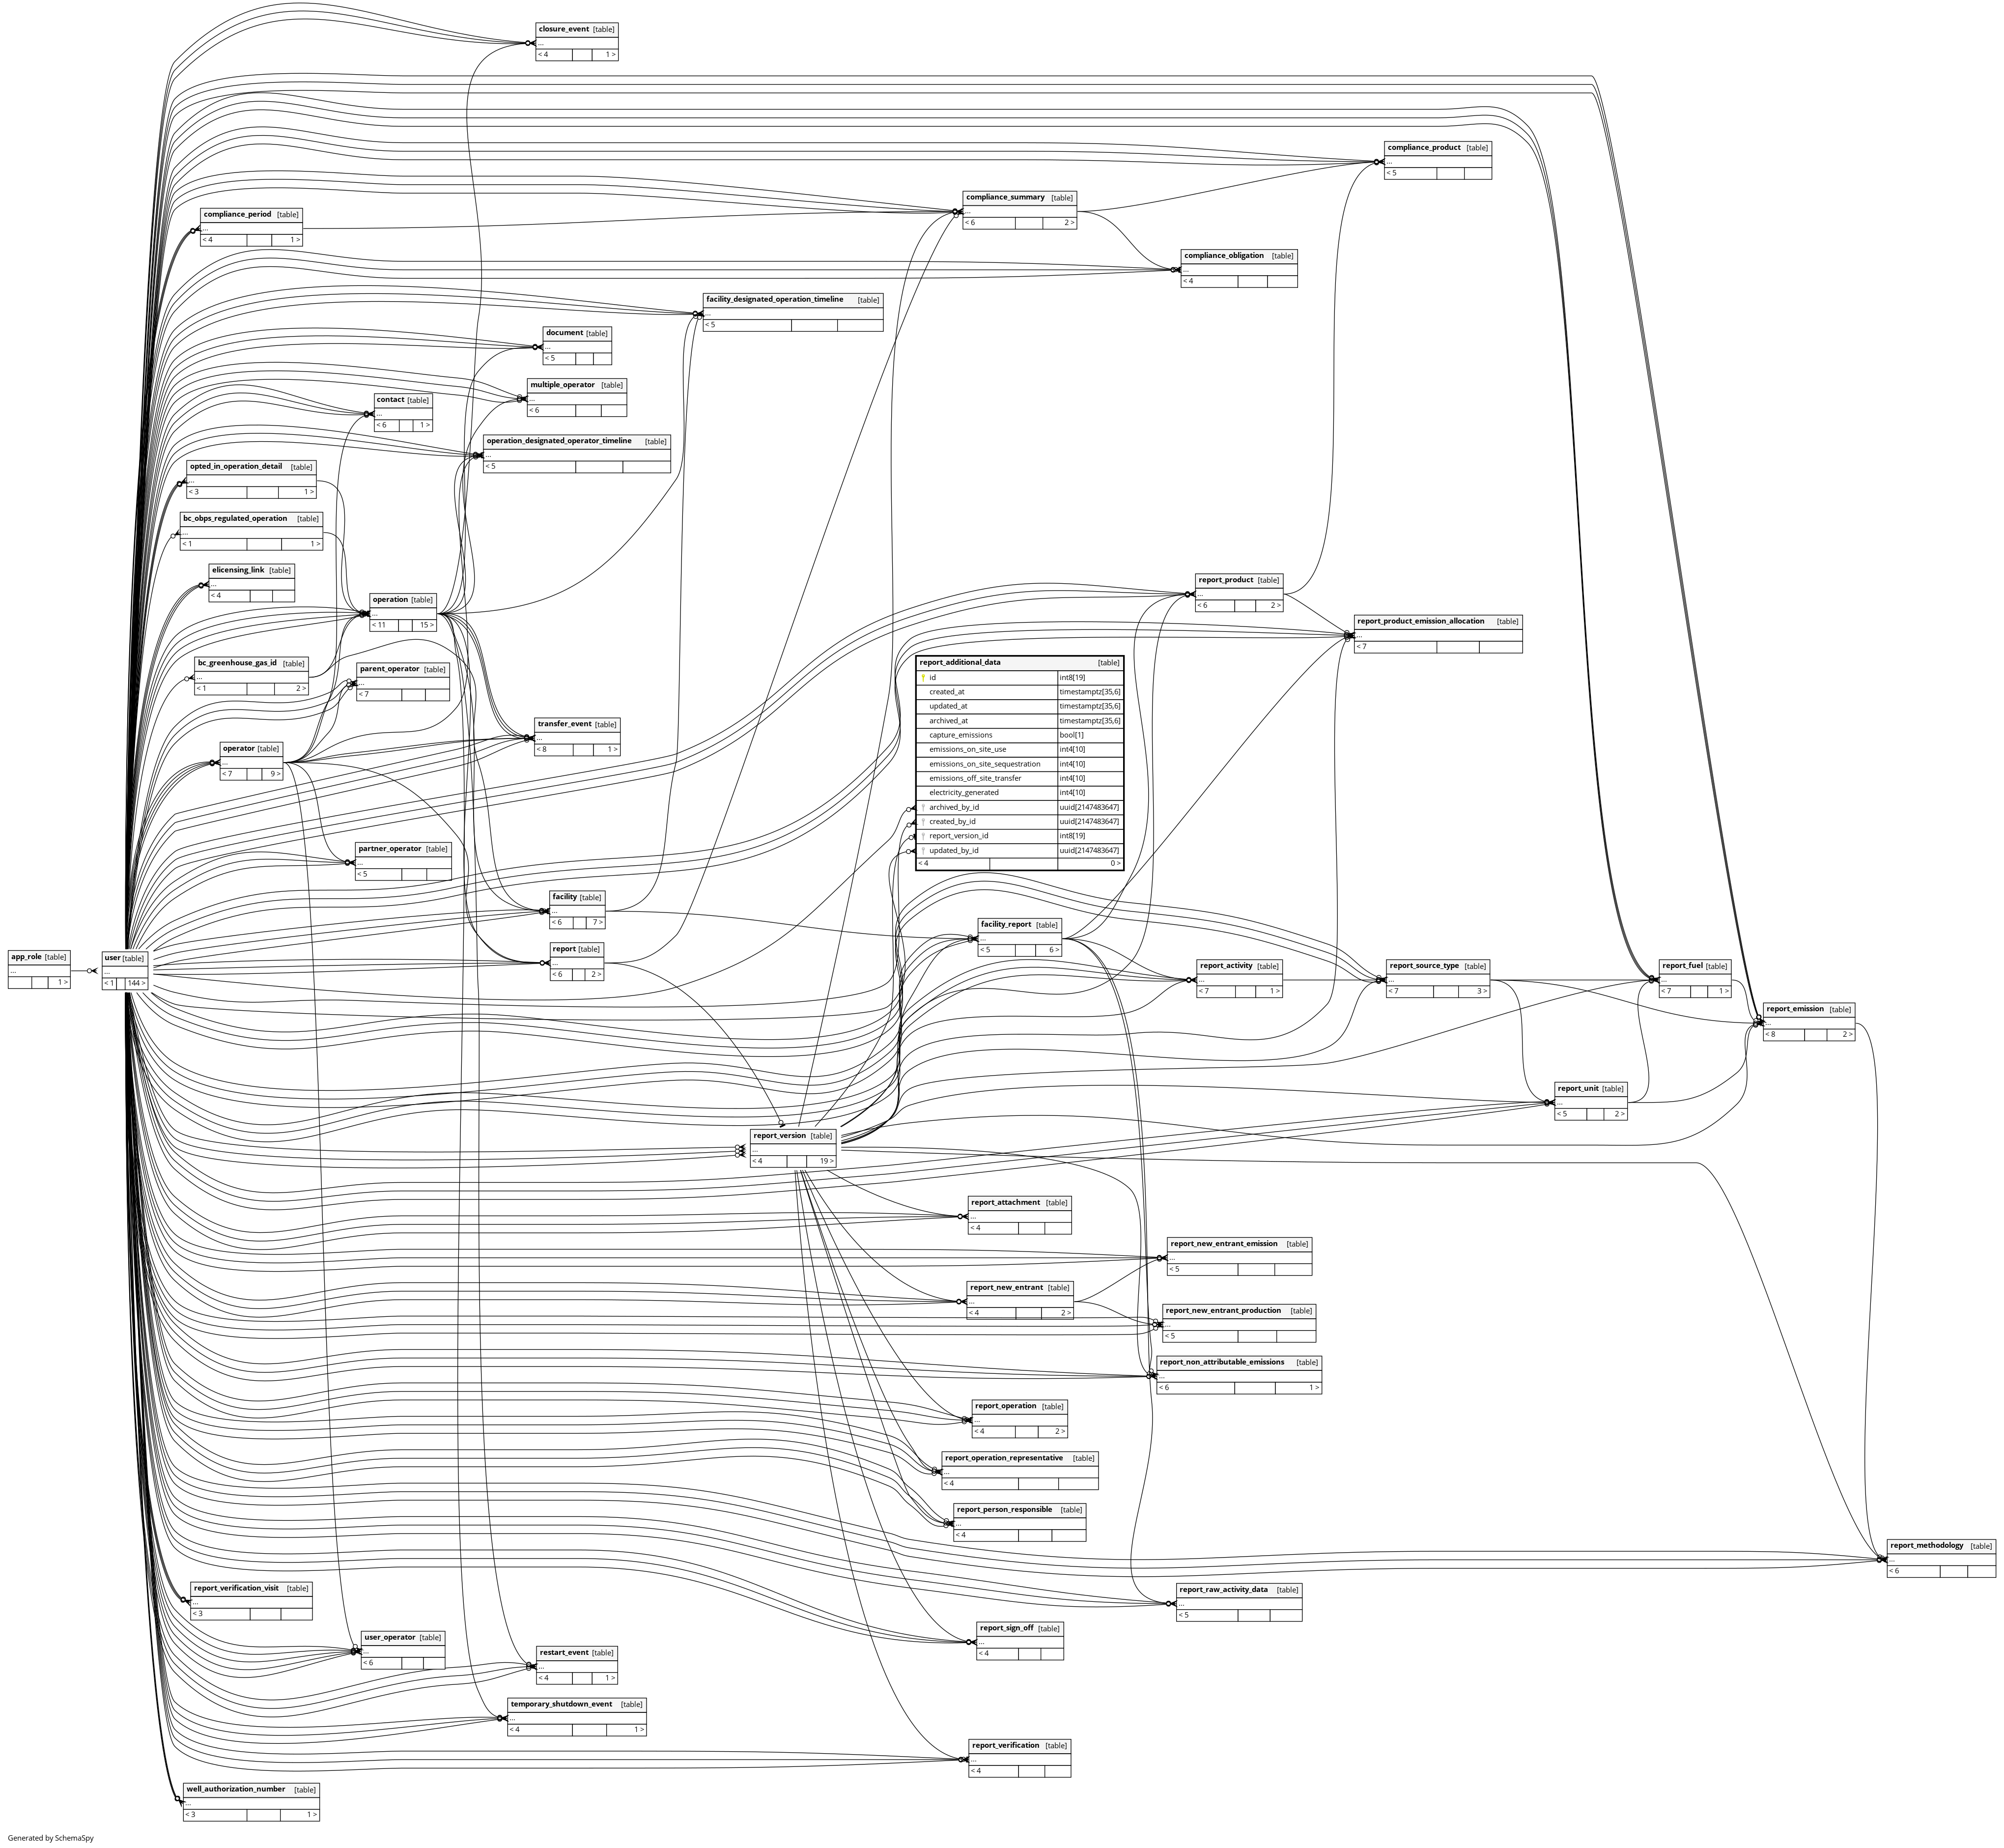 closure_event [table]
...
< 4 1 >
compliance_product [table]
...
< 5
compliance_summary [table]
...
< 6 2 >
compliance_period [table]
...
< 4 1 >
compliance_obligation [table]
...
< 4
facility_designated_operation_timeline [table]
...
< 5
document [table]
...
< 5
multiple_operator [table]
...
< 6
contact [table]
...
< 6 1 >
operation_designated_operator_timeline [table]
...
< 5
opted_in_operation_detail [table]
...
< 3 1 >
bc_obps_regulated_operation [table]
...
< 1 1 >
elicensing_link [table]
...
< 4
operation [table]
...
< 11 15 >
report_product [table]
...
< 6 2 >
report_product_emission_allocation [table]
...
< 7
bc_greenhouse_gas_id [table]
...
< 1 2 >
parent_operator [table]
...
< 7
report_additional_data [table]
id int8[19]
created_at timestamptz[35,6]
updated_at timestamptz[35,6]
archived_at timestamptz[35,6]
capture_emissions bool[1]
emissions_on_site_use int4[10]
emissions_on_site_sequestration int4[10]
emissions_off_site_transfer int4[10]
electricity_generated int4[10]
archived_by_id uuid[2147483647]
created_by_id uuid[2147483647]
report_version_id int8[19]
updated_by_id uuid[2147483647]
< 4 0 >
transfer_event [table]
...
< 8 1 >
operator [table]
...
< 7 9 >
partner_operator [table]
...
< 5
facility [table]
...
< 6 7 >
facility_report [table]
...
< 5 6 >
report [table]
...
< 6 2 >
app_role [table]
...
1 >
user [table]
...
< 1 144 >
report_activity [table]
...
< 7 1 >
report_source_type [table]
...
< 7 3 >
report_fuel [table]
...
< 7 1 >
report_emission [table]
...
< 8 2 >
report_unit [table]
...
< 5 2 >
report_version [table]
...
< 4 19 >
report_attachment [table]
...
< 4
report_new_entrant_emission [table]
...
< 5
report_new_entrant [table]
...
< 4 2 >
report_new_entrant_production [table]
...
< 5
report_non_attributable_emissions [table]
...
< 6 1 >
report_operation [table]
...
< 4 2 >
report_operation_representative [table]
...
< 4
report_person_responsible [table]
...
< 4
report_methodology [table]
...
< 6
report_verification_visit [table]
...
< 3
report_raw_activity_data [table]
...
< 5
report_sign_off [table]
...
< 4
user_operator [table]
...
< 6
restart_event [table]
...
< 4 1 >
temporary_shutdown_event [table]
...
< 4 1 >
report_verification [table]
...
< 4
well_authorization_number [table]
...
< 3 1 >
Generated by SchemaSpy